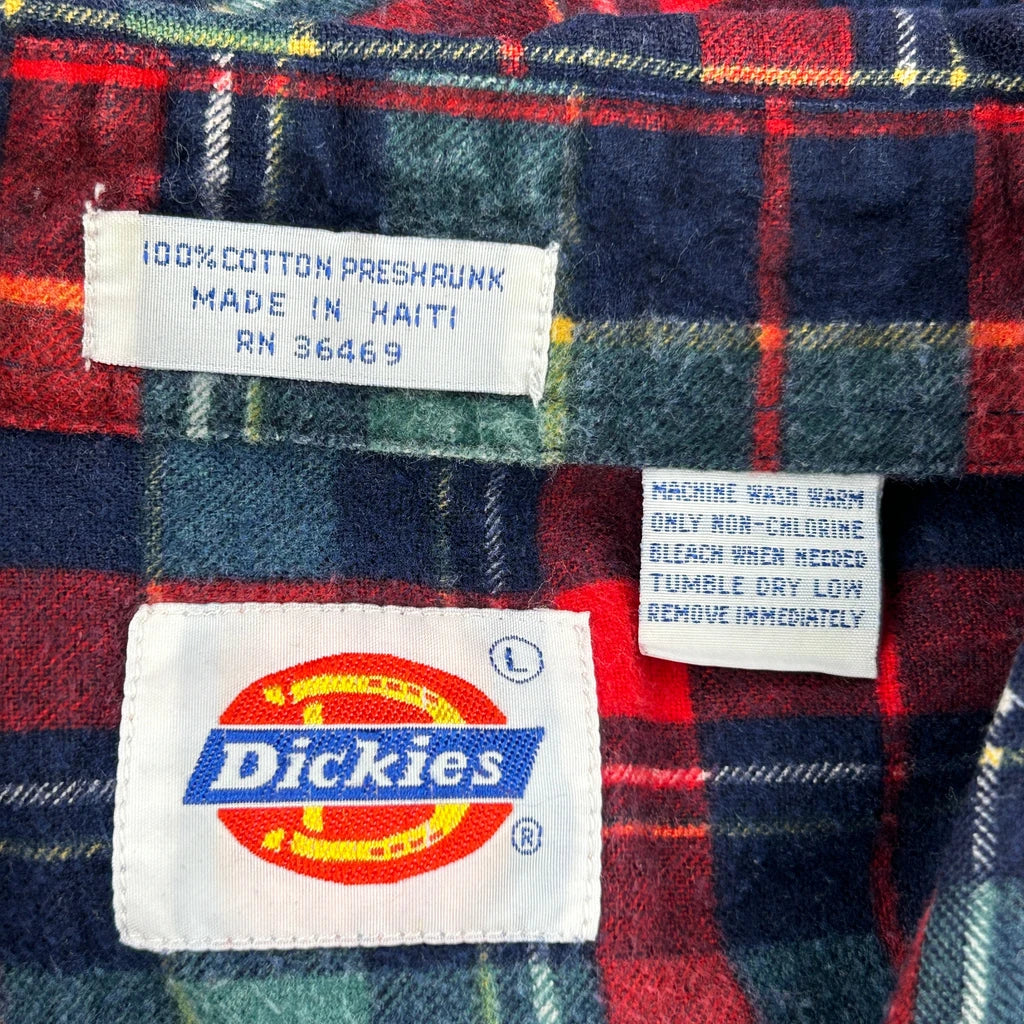 100% COTTON PRESHRUNK
MADE IN HAITI
RN 36469
MACHINE WASH WARM
ONLY NON-CHLORINE
BLEACH WHEN NEEDED
TUMBLE DRY LOW
REMOVE IMMEDIATELY
L
Dickies
®